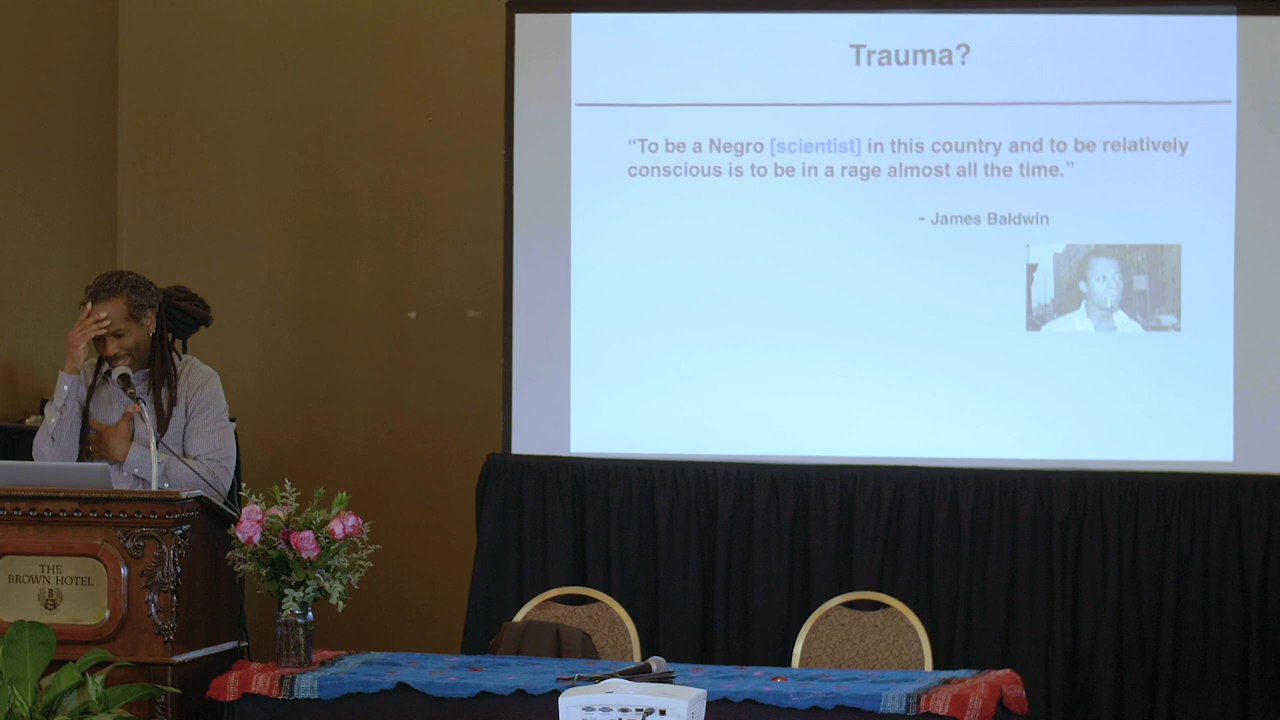 Trauma?
“To be a Negro [scientist] in this country and to be relatively
conscious is to be in a rage almost all the time.”
- James Baldwin
THE
BROWN HOTEL
B